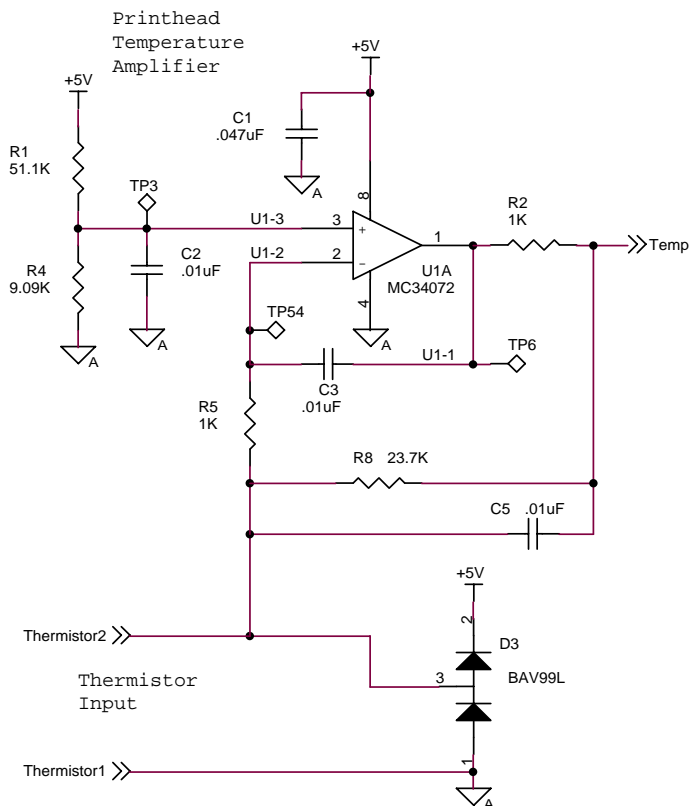 Printhead
Temperature
Amplifier
+5V
+5V
C1
.047uF
R1
51.1K
A
TP3
8
R2
1K
U1-3
3
+
1
Temp
U1-2
2
-
C2
.01uF
U1A
MC34072
R4
9.09K
4
TP54
A
A
A
U1-1
TP6
C3
.01uF
R5
1K
R8 23.7K
C5 .01uF
+5V
2
Thermistor2
D3
BAV99L
3
Thermistor
Input
1
Thermistor1
A